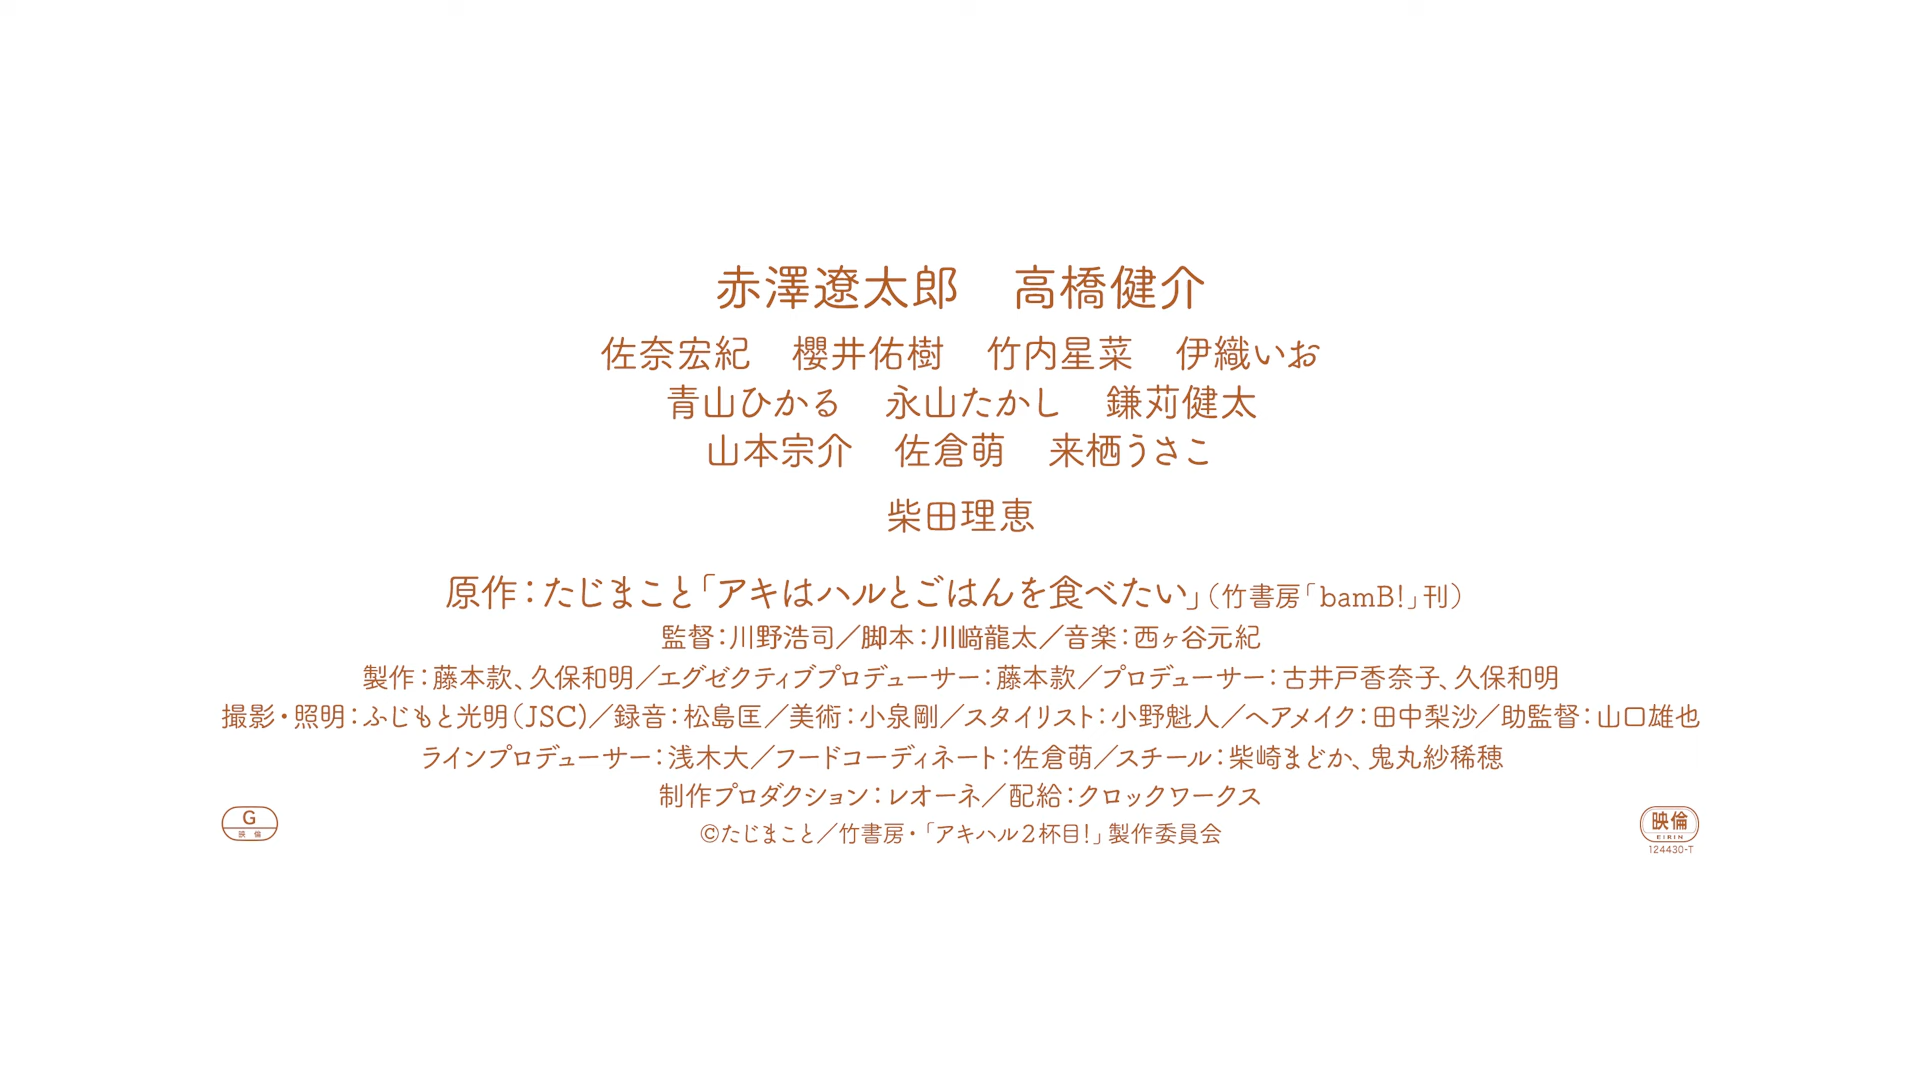 赤澤遼太郎　高橋健介
佐奈宏紀　櫻井佑樹　竹内星菜　伊織いお
青山ひかる　永山たかし　鎌苅健太
山本宗介　佐倉萌　来栖うさこ
柴田理恵
原作：たじまこと「アキはハルとごはんを食べたい」（竹書房「bamB!」刊）
監督：川野浩司／脚本：川﨑龍太／音楽：西ヶ谷元紀
製作：藤本款、久保和明／エグゼクティブプロデューサー：藤本款／プロデューサー：古井戸香奈子、久保和明
撮影・照明：ふじもと光明（JSC）／録音：松島匡／美術：小泉剛／スタイリスト：小野魁人／ヘアメイク：田中梨沙／助監督：山口雄也
ラインプロデューサー：浅木大／フードコーディネート：佐倉萌／スチール：柴崎まどか、鬼丸紗稀穂
制作プロダクション：レオーネ／配給：クロックワークス
©たじまこと／竹書房・「アキハル２杯目！」製作委員会
G
映倫
映倫
EIRIN
124430-T